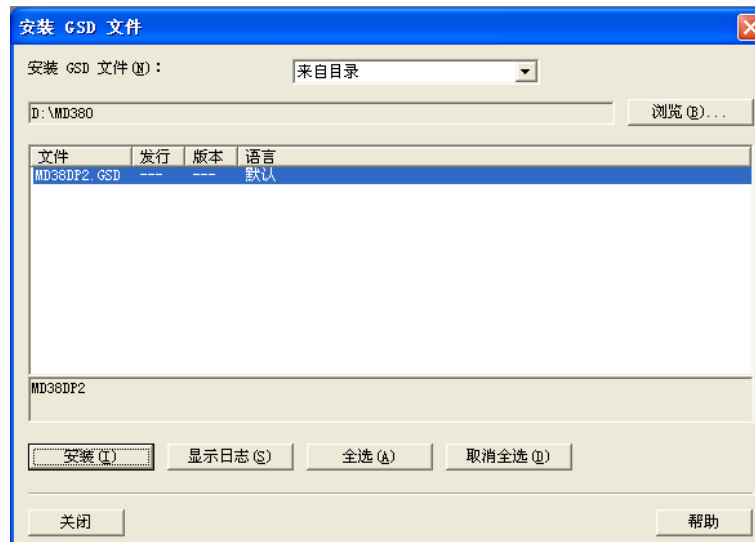 安装 GSD 文件
安装 GSD 文件(N): 来自目录
D:\MD380 浏览(B)...
文件 发行 版本 语言
MD38DP2.GSD --- --- 默认
MD38DP2
安装(I) 显示日志(S) 全选(A) 取消全选(D)
关闭 帮助